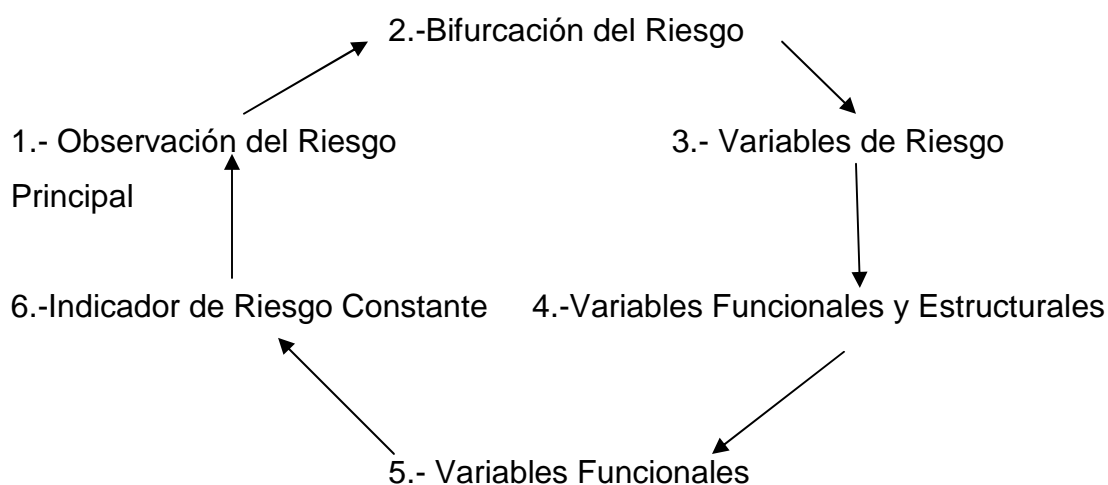 2.-Bifurcación del Riesgo
1.- Observación del Riesgo
Principal
3.- Variables de Riesgo
6.-Indicador de Riesgo Constante
4.-Variables Funcionales y Estructurales
5.- Variables Funcionales